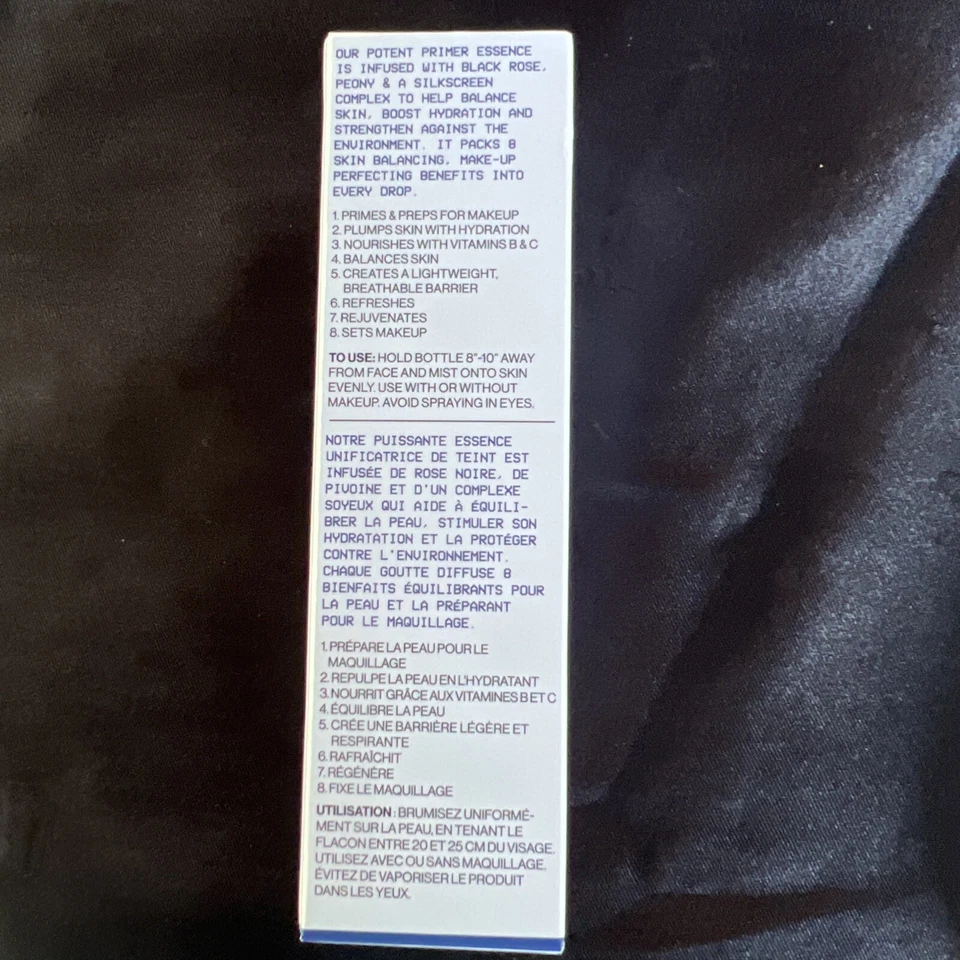 OUR POTENT PRIMER ESSENCE
IS INFUSED WITH BLACK ROSE,
PEONY & A SILKSCREEN
COMPLEX TO HELP BALANCE
SKIN, BOOST HYDRATION AND
STRENGTHEN AGAINST THE
ENVIRONMENT. IT PACKS 8
SKIN BALANCING, MAKE-UP
PERFECTING BENEFITS INTO
EVERY DROP.
1. PRIMES & PREPS FOR MAKEUP
2. PLUMPS SKIN WITH HYDRATION
3. NOURISHES WITH VITAMINS B & C
4. BALANCES SKIN
5. CREATES A LIGHTWEIGHT,
BREATHABLE BARRIER
6. REFRESHES
7. REJUVENATES
8. SETS MAKEUP
TO USE: HOLD BOTTLE 8"-10" AWAY
FROM FACE AND MIST ONTO SKIN
EVENLY. USE WITH OR WITHOUT
MAKEUP. AVOID SPRAYING IN EYES.
NOTRE PUISSANTE ESSENCE
UNIFICATRICE DE TEINT EST
INFUSÉE DE ROSE NOIRE, DE
PIVOINE ET D'UN COMPLEXE
SOYEUX QUI AIDE À ÉQUILI-
BRER LA PEAU, STIMULER SON
HYDRATATION ET LA PROTÉGER
CONTRE L'ENVIRONNEMENT.
CHAQUE GOUTTE DIFFUSE 8
BIENFAITS ÉQUILIBRANTS POUR
LA PEAU ET LA PRÉPARANT
POUR LE MAQUILLAGE.
1. PRÉPARE LA PEAU POUR LE
MAQUILLAGE
2. REPULPE LA PEAU EN L'HYDRATANT
3. NOURRIT GRÂCE AUX VITAMINES B ET C
4. ÉQUILIBRE LA PEAU
5. CRÉE UNE BARRIÈRE LÉGÈRE ET
RESPIRANTE
6. RAFRAÎCHIT
7. RÉGÉNÈRE
8. FIXE LE MAQUILLAGE
UTILISATION : BRUMISEZ UNIFORMÉ-
MENT SUR LA PEAU, EN TENANT LE
FLACON ENTRE 20 ET 25 CM DU VISAGE.
UTILISEZ AVEC OU SANS MAQUILLAGE.
ÉVITEZ DE VAPORISER LE PRODUIT
DANS LES YEUX.